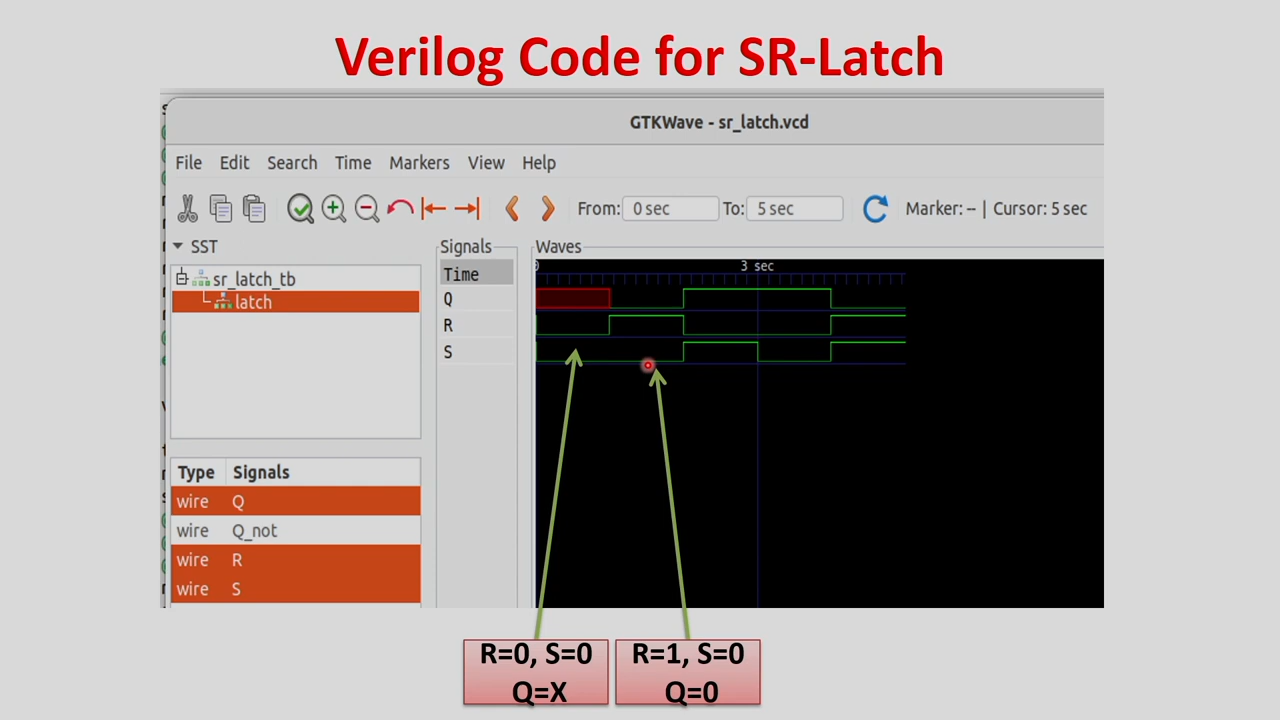 Verilog Code for SR-Latch
GTKWave - sr_latch.vcd
File Edit Search Time Markers View Help
From: 0 sec To: 5 sec Marker: -- | Cursor: 5 sec
SST
sr_latch_tb
latch
Signals
Time
Q
R
S
Waves
0
3 sec
Type Signals
wire Q
wire Q_not
wire R
wire S
R=0, S=0
Q=X
R=1, S=0
Q=0